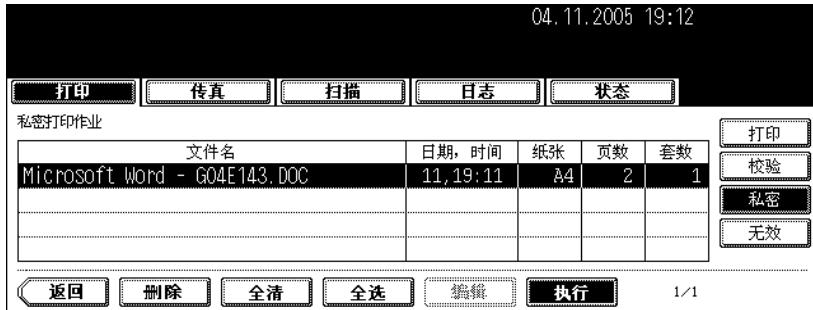 04.11.2005 19:12
打印 传真 扫描 日志 状态
私密打印作业
打印
文件名 日期, 时间 纸张 页数 套数
校验
Microsoft Word - G04E143.DOC 11,19:11 A4 2 1
私密
无效
返回 删除 全清 全选 编辑 执行 1/1